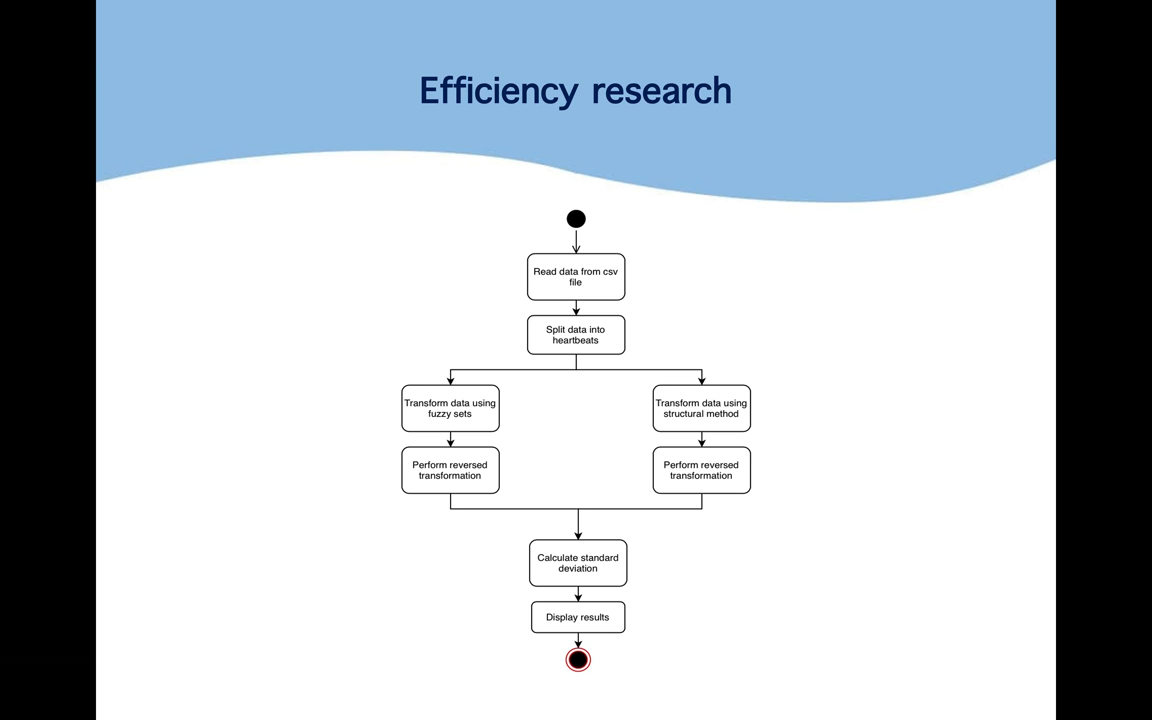 Efficiency research
Read data from csv
file
Split data into
heartbeats
Transform data using
fuzzy sets
Transform data using
structural method
Perform reversed
transformation
Perform reversed
transformation
Calculate standard
deviation
Display results